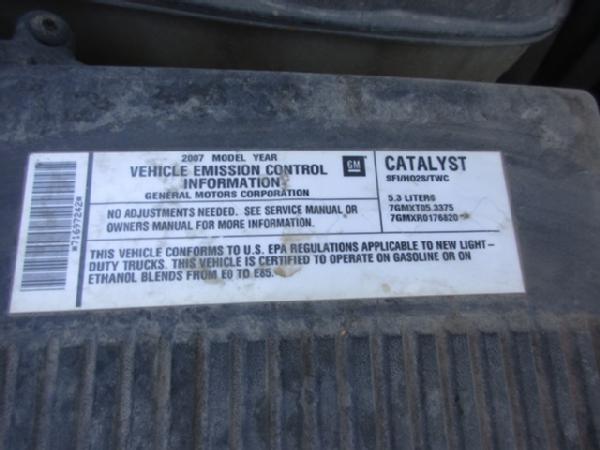 2007 MODEL YEAR
VEHICLE EMISSION CONTROL
INFORMATION
GENERAL MOTORS CORPORATION
GM
CATALYST
SFI/HO2S/TWC
NO ADJUSTMENTS NEEDED. SEE SERVICE MANUAL OR
OWNERS MANUAL FOR MORE INFORMATION.
5.3 LITERS
7GMXT05.3375
7GMXR0176820
THIS VEHICLE CONFORMS TO U.S. EPA REGULATIONS APPLICABLE TO NEW LIGHT-
DUTY TRUCKS. THIS VEHICLE IS CERTIFIED TO OPERATE ON GASOLINE OR ON
ETHANOL BLENDS FROM E0 TO E85.
*71697242*